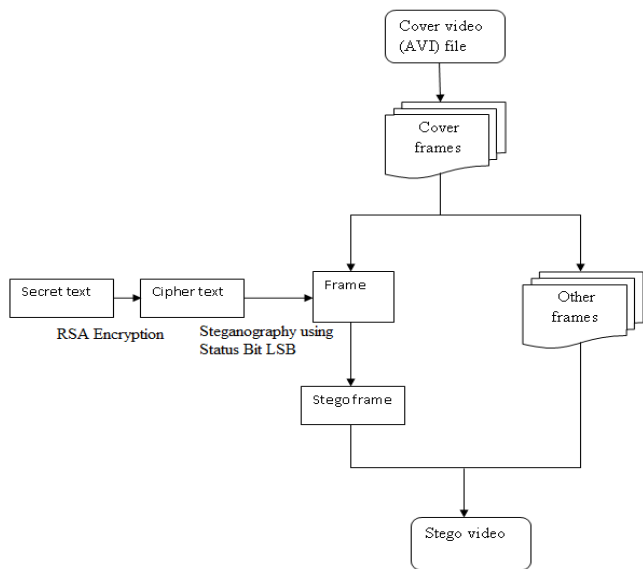 Cover video
(AVI) file
Cover
frames
Secret text
Cipher text
Frame
Other
frames
RSA Encryption
Steganography using
Status Bit LSB
Stego frame
Stego video